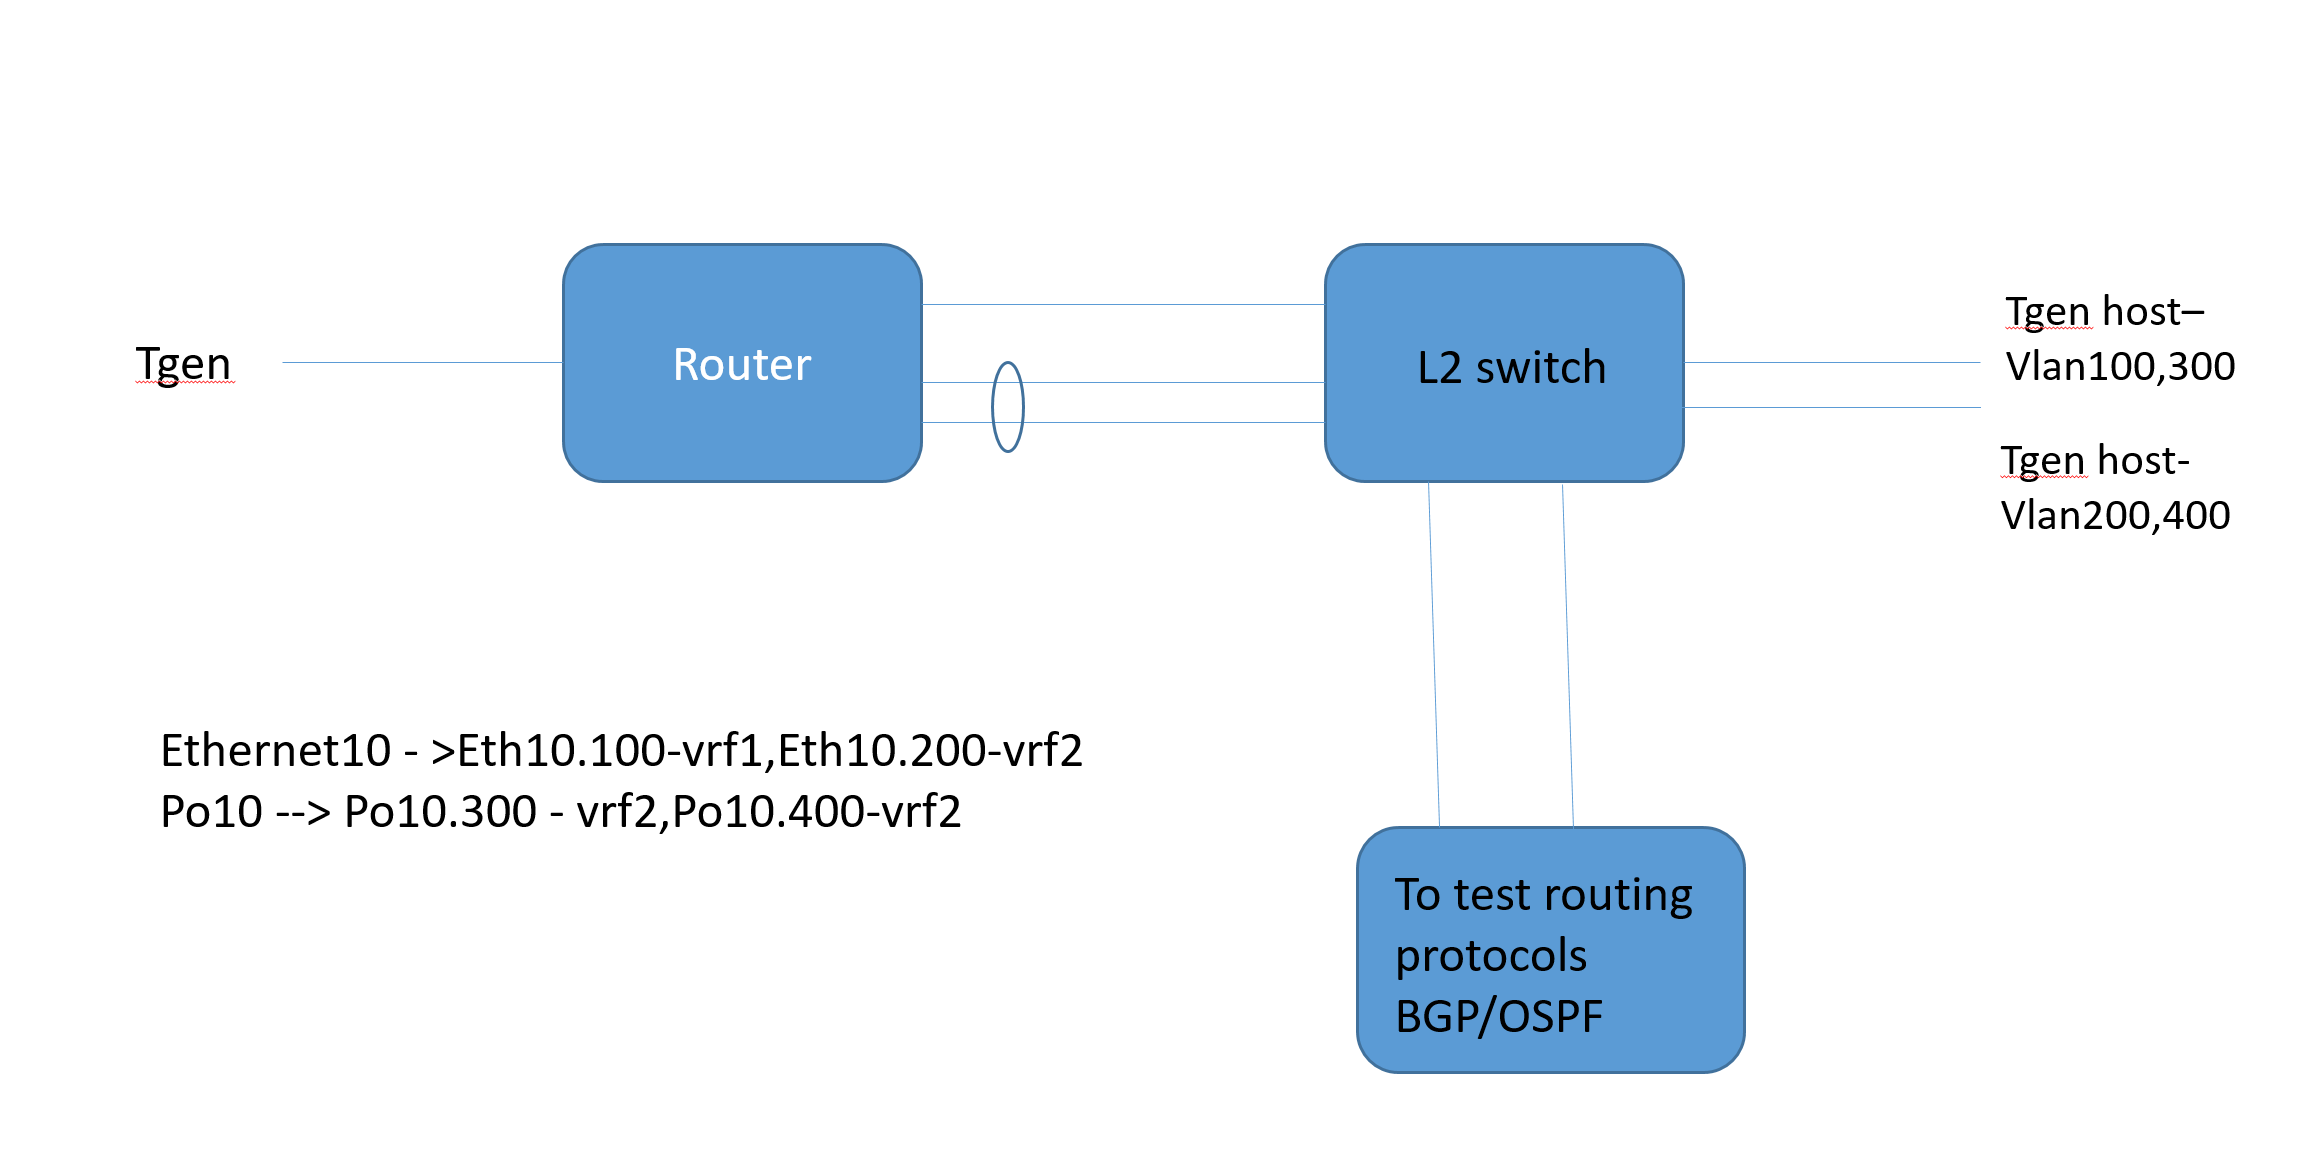 Tgen
Router
L2 switch
Tgen host–
Vlan100,300
Tgen host-
Vlan200,400
Ethernet10 - >Eth10.100-vrf1,Eth10.200-vrf2
Po10 --> Po10.300 - vrf2,Po10.400-vrf2
To test routing
protocols
BGP/OSPF